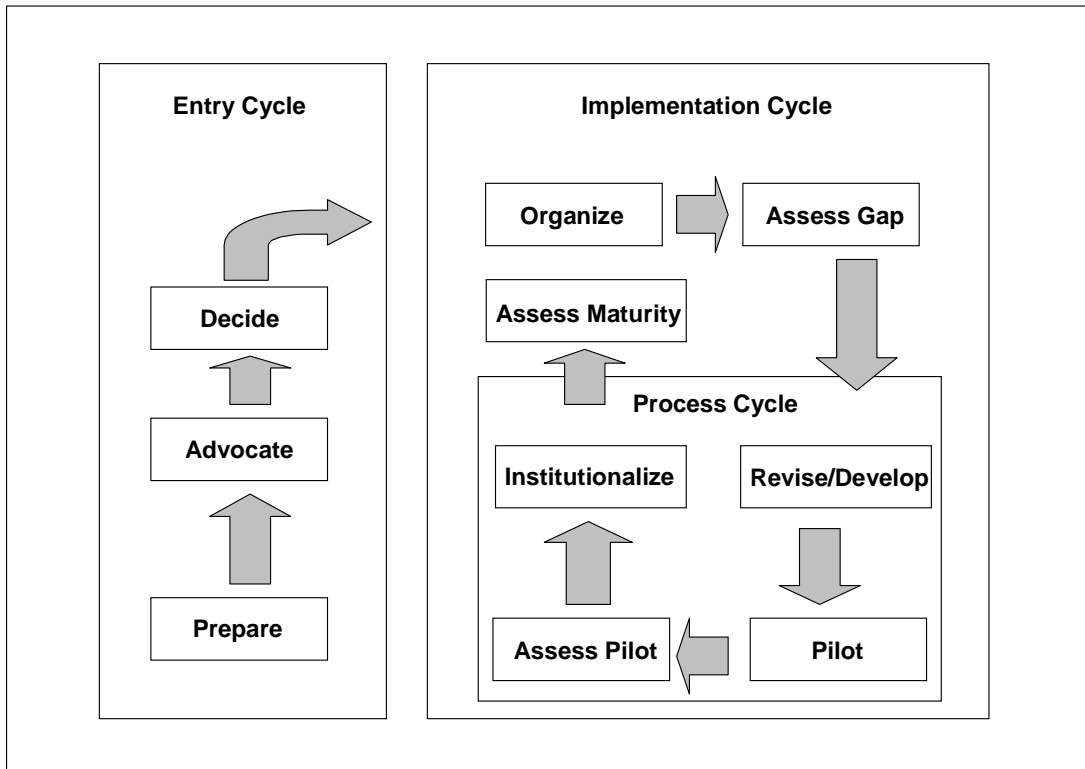 Entry Cycle
Decide
Advocate
Prepare
Implementation Cycle
Organize
Assess Gap
Assess Maturity
Process Cycle
Institutionalize
Revise/Develop
Assess Pilot
Pilot